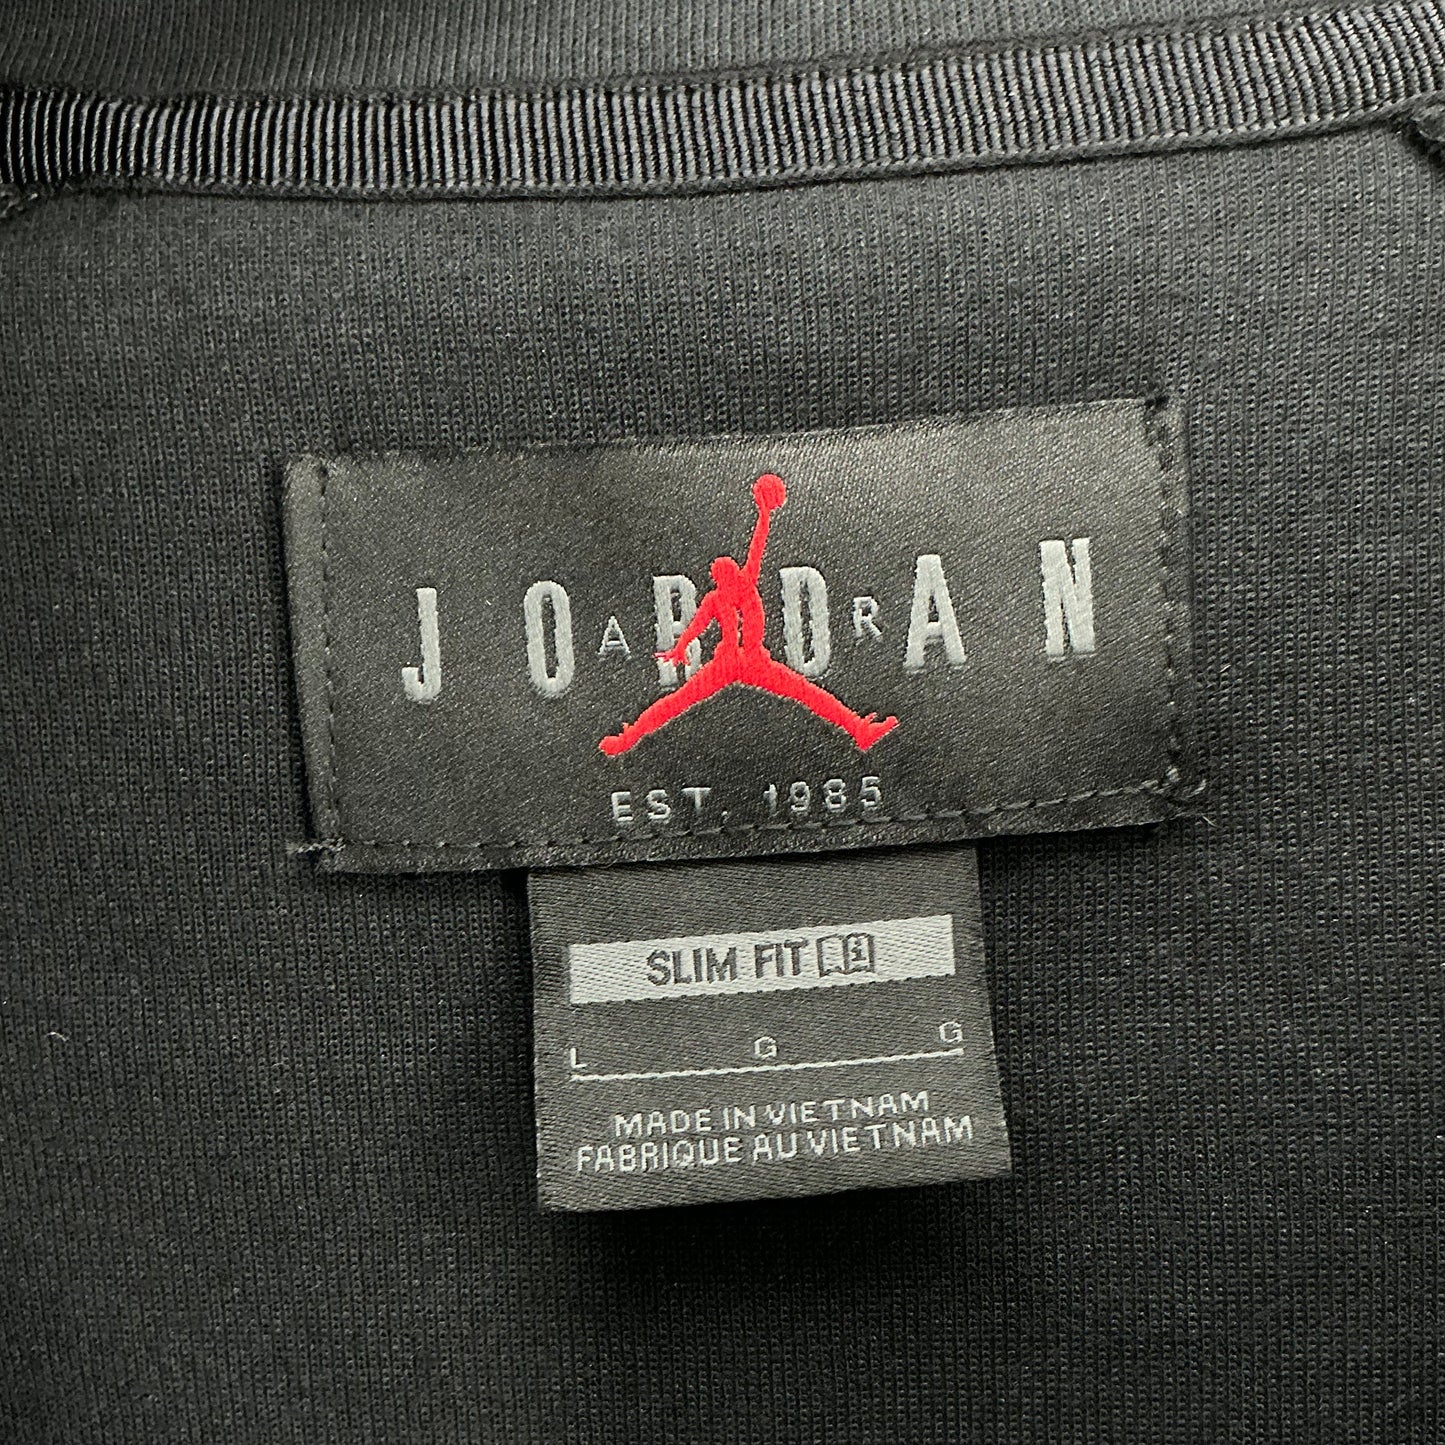 JORDAN
AIR
EST. 1985
SLIM FIT
L G G
MADE IN VIETNAM
FABRIQUE AU VIETNAM